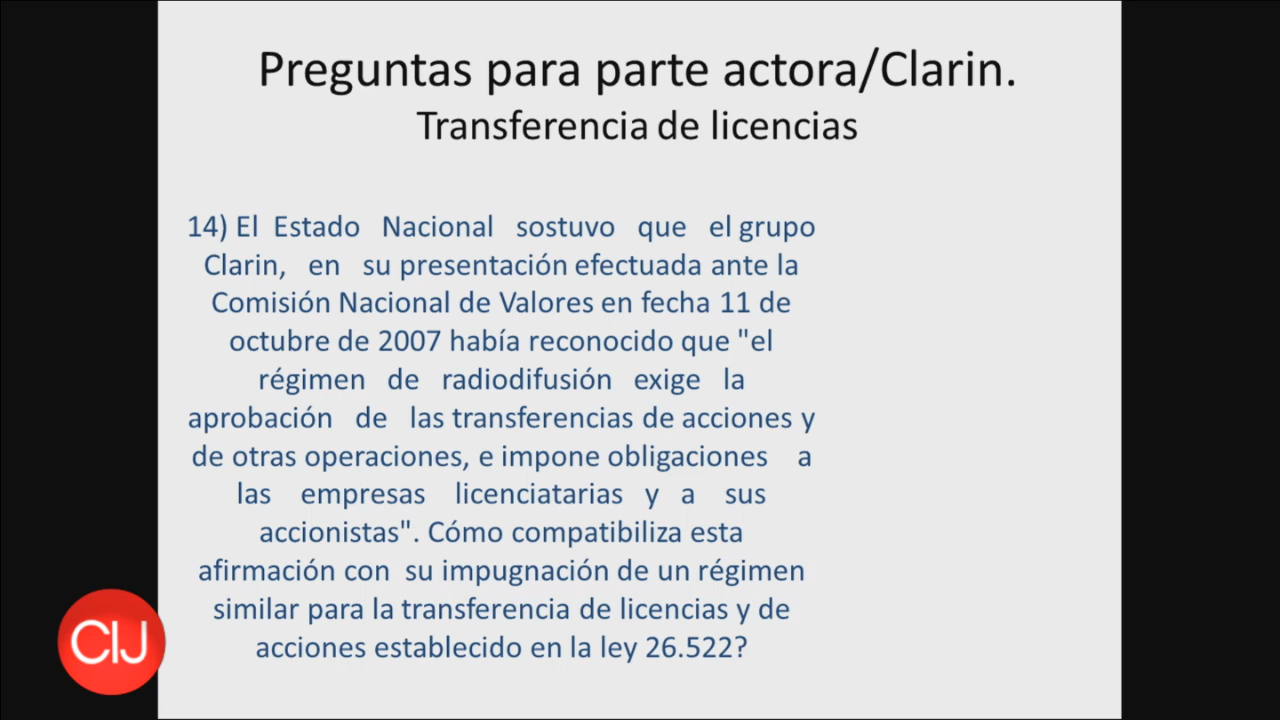 Preguntas para parte actora/Clarin.
Transferencia de licencias
14) El Estado Nacional sostuvo que el grupo
Clarin, en su presentación efectuada ante la
Comisión Nacional de Valores en fecha 11 de
octubre de 2007 había reconocido que "el
régimen de radiodifusión exige la
aprobación de las transferencias de acciones y
de otras operaciones, e impone obligaciones a
las empresas licenciatarias y a sus
accionistas". Cómo compatibiliza esta
afirmación con su impugnación de un régimen
similar para la transferencia de licencias y de
acciones establecido en la ley 26.522?
CIJ